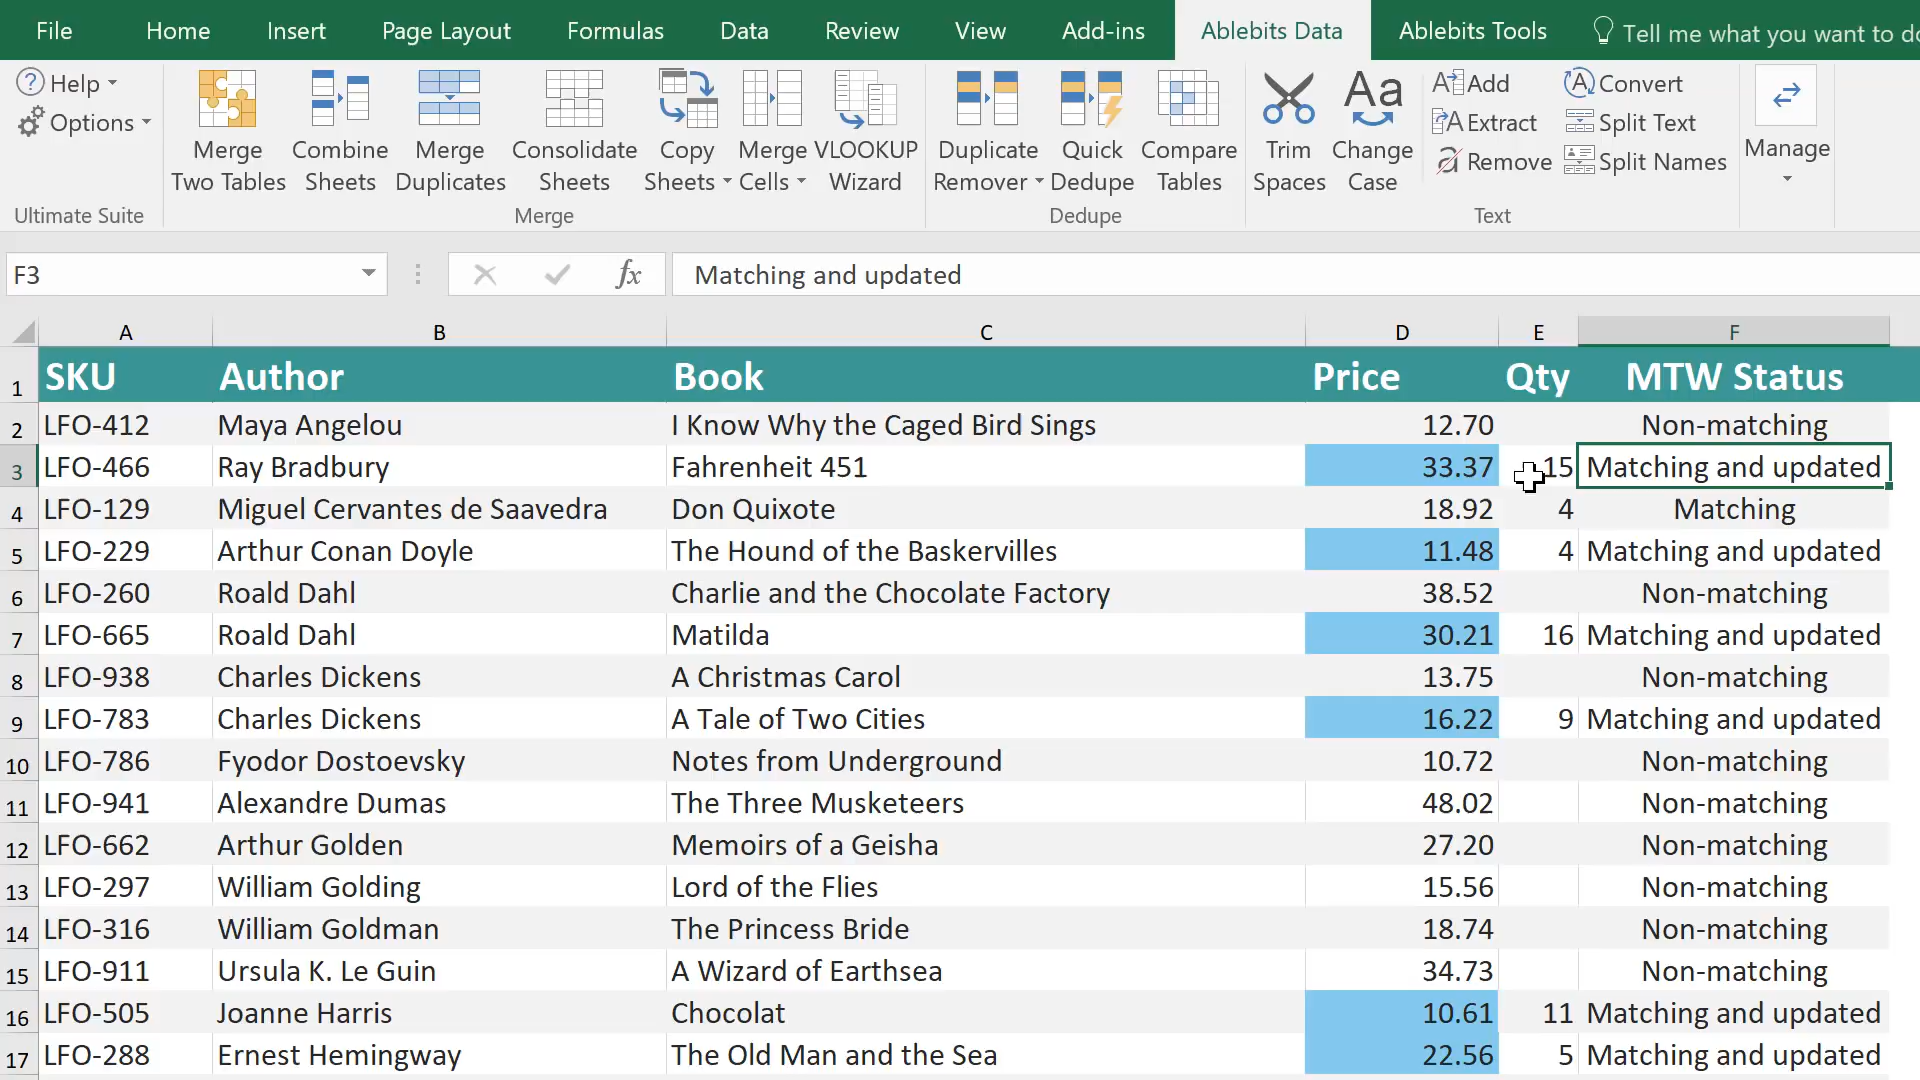 File Home Insert Page Layout Formulas Data Review View Add-ins Ablebits Data Ablebits Tools Tell me what you want to do
Help
Options
Ultimate Suite
Merge Two Tables
Combine Sheets
Merge Duplicates
Consolidate Sheets
Copy Sheets
Merge Cells
VLOOKUP Wizard
Merge
Duplicate Remover
Quick Dedupe
Compare Tables
Dedupe
Trim Spaces
Change Case
Add
Extract
Remove
Convert
Split Text
Split Names
Text
Manage
F3 fx Matching and updated
A B C D E F
1 SKU Author Book Price Qty MTW Status
2 LFO-412 Maya Angelou I Know Why the Caged Bird Sings 12.70 Non-matching
3 LFO-466 Ray Bradbury Fahrenheit 451 33.37 15 Matching and updated
4 LFO-129 Miguel Cervantes de Saavedra Don Quixote 18.92 4 Matching
5 LFO-229 Arthur Conan Doyle The Hound of the Baskervilles 11.48 4 Matching and updated
6 LFO-260 Roald Dahl Charlie and the Chocolate Factory 38.52 Non-matching
7 LFO-665 Roald Dahl Matilda 30.21 16 Matching and updated
8 LFO-938 Charles Dickens A Christmas Carol 13.75 Non-matching
9 LFO-783 Charles Dickens A Tale of Two Cities 16.22 9 Matching and updated
10 LFO-786 Fyodor Dostoevsky Notes from Underground 10.72 Non-matching
11 LFO-941 Alexandre Dumas The Three Musketeers 48.02 Non-matching
12 LFO-662 Arthur Golden Memoirs of a Geisha 27.20 Non-matching
13 LFO-297 William Golding Lord of the Flies 15.56 Non-matching
14 LFO-316 William Goldman The Princess Bride 18.74 Non-matching
15 LFO-911 Ursula K. Le Guin A Wizard of Earthsea 34.73 Non-matching
16 LFO-505 Joanne Harris Chocolat 10.61 11 Matching and updated
17 LFO-288 Ernest Hemingway The Old Man and the Sea 22.56 5 Matching and updated